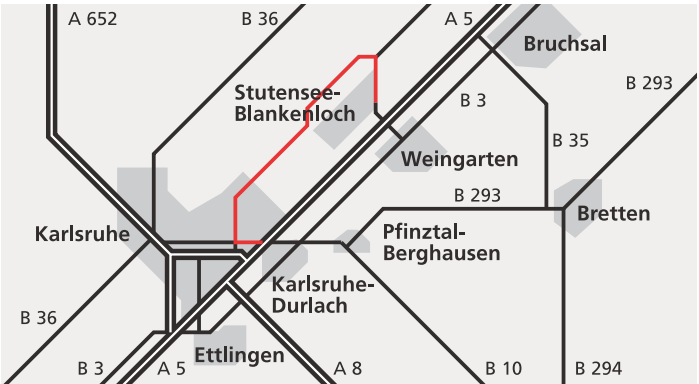 A 652
B 36
A 5
Bruchsal
B 293
Stutensee-
Blankenloch
B 3
B 35
Weingarten
B 293
Bretten
Karlsruhe
Pfinztal-
Berghausen
Karlsruhe-
Durlach
B 36
Ettlingen
B 3
A 5
A 8
B 10
B 294